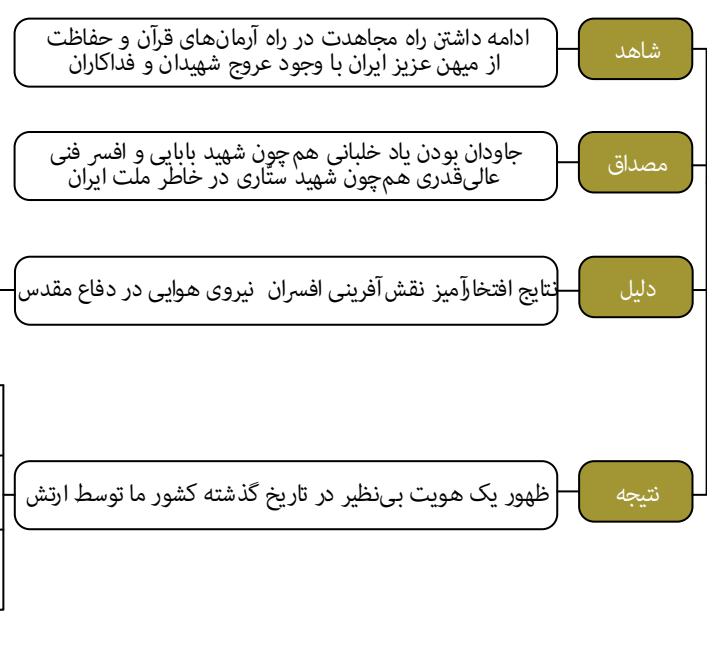 شاهد
ادامه داشتن راه مجاهدت در راه آرمان‌های قرآن و حفاظت
از میهن عزیز ایران با وجود عروج شهیدان و فداکاران
مصداق
جاودان بودن یاد خلبانی هم‌چون شهید بابایی و افسر فنی
عالی‌قدری هم‌چون شهید ستّاری در خاطر ملت ایران
دلیل
نتایج افتخارآمیز نقش‌آفرینی افسران نیروی هوایی در دفاع مقدس
نتیجه
ظهور یک هویت بی‌نظیر در تاریخ گذشته کشور ما توسط ارتش